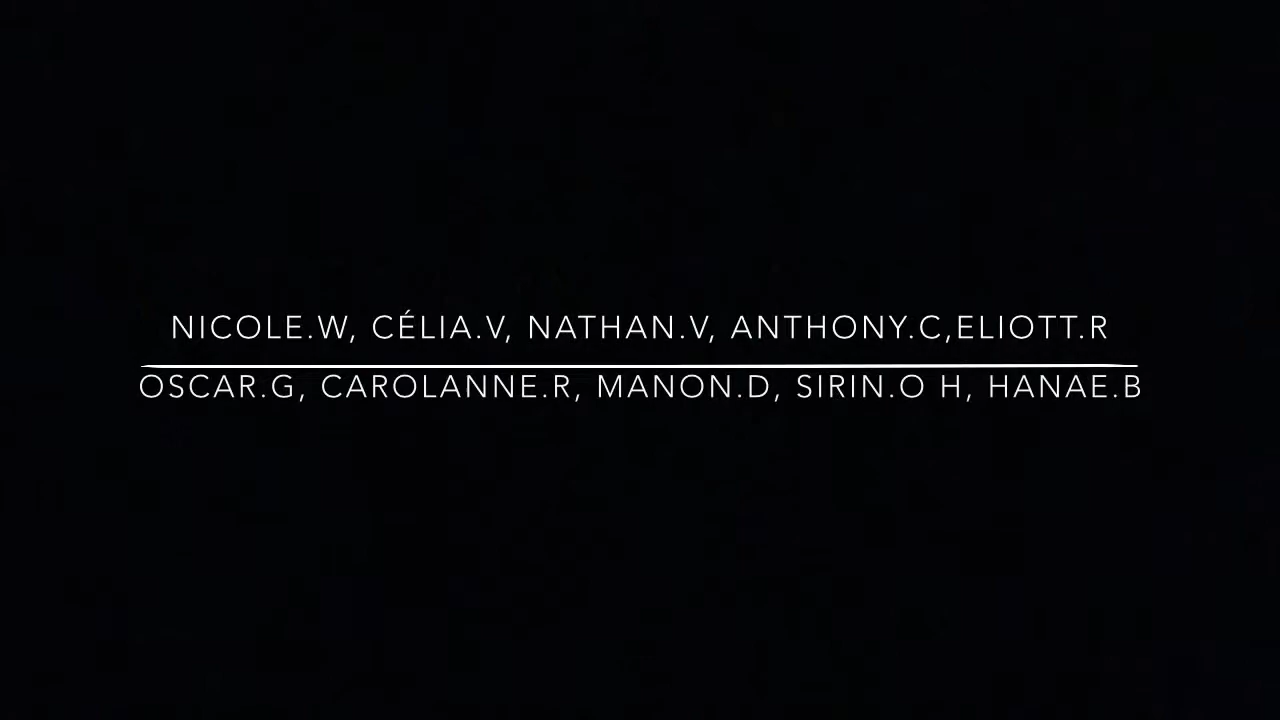 NICOLE.W, CÉLIA.V, NATHAN.V, ANTHONY.C,ELIOTT.R
OSCAR.G, CAROLANNE.R, MANON.D, SIRIN.O H, HANAE.B